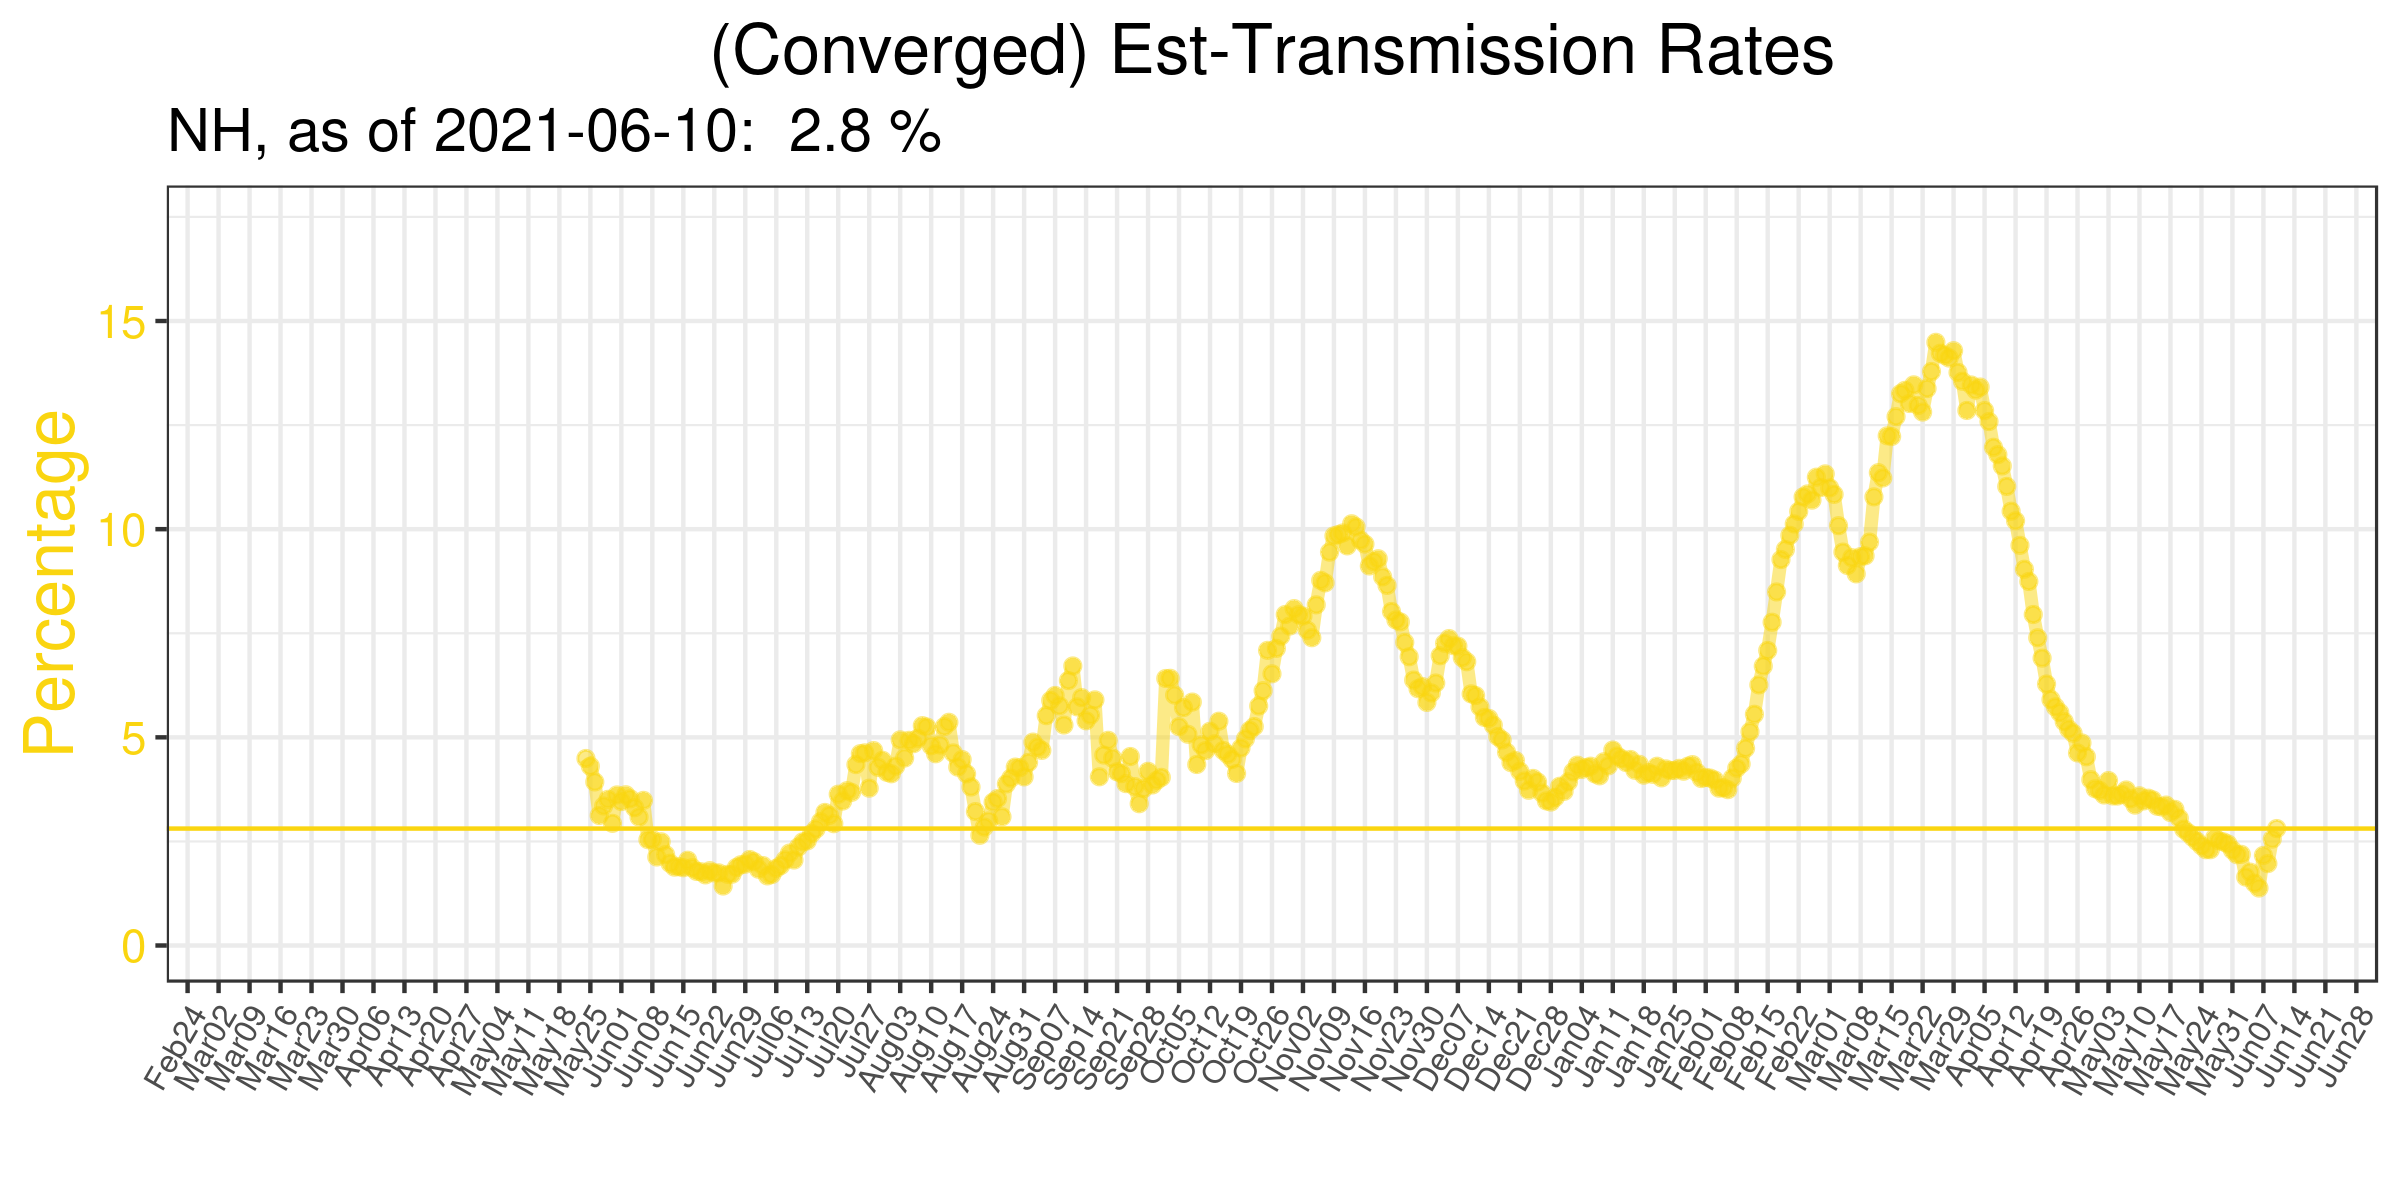 (Converged) Est-Transmission Rates
NH, as of 2021-06-10:  2.8 %
Percentage
15
10
5
0
Feb24
Mar02
Mar09
Mar16
Mar23
Mar30
Apr06
Apr13
Apr20
Apr27
May04
May11
May18
May25
Jun01
Jun08
Jun15
Jun22
Jun29
Jul06
Jul13
Jul20
Jul27
Aug03
Aug10
Aug17
Aug24
Aug31
Sep07
Sep14
Sep21
Sep28
Oct05
Oct12
Oct19
Oct26
Nov02
Nov09
Nov16
Nov23
Nov30
Dec07
Dec14
Dec21
Dec28
Jan04
Jan11
Jan18
Jan25
Feb01
Feb08
Feb15
Feb22
Mar01
Mar08
Mar15
Mar22
Mar29
Apr05
Apr12
Apr19
Apr26
May03
May10
May17
May24
May31
Jun07
Jun14
Jun21
Jun28